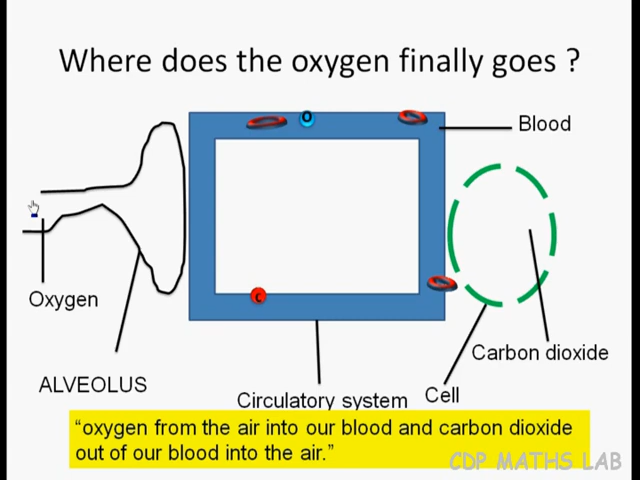 Where does the oxygen finally goes ?
O
Blood
Oxygen
C
Carbon dioxide
ALVEOLUS
Circulatory system
Cell
“oxygen from the air into our blood and carbon dioxide
out of our blood into the air.”
CDP MATHS LAB